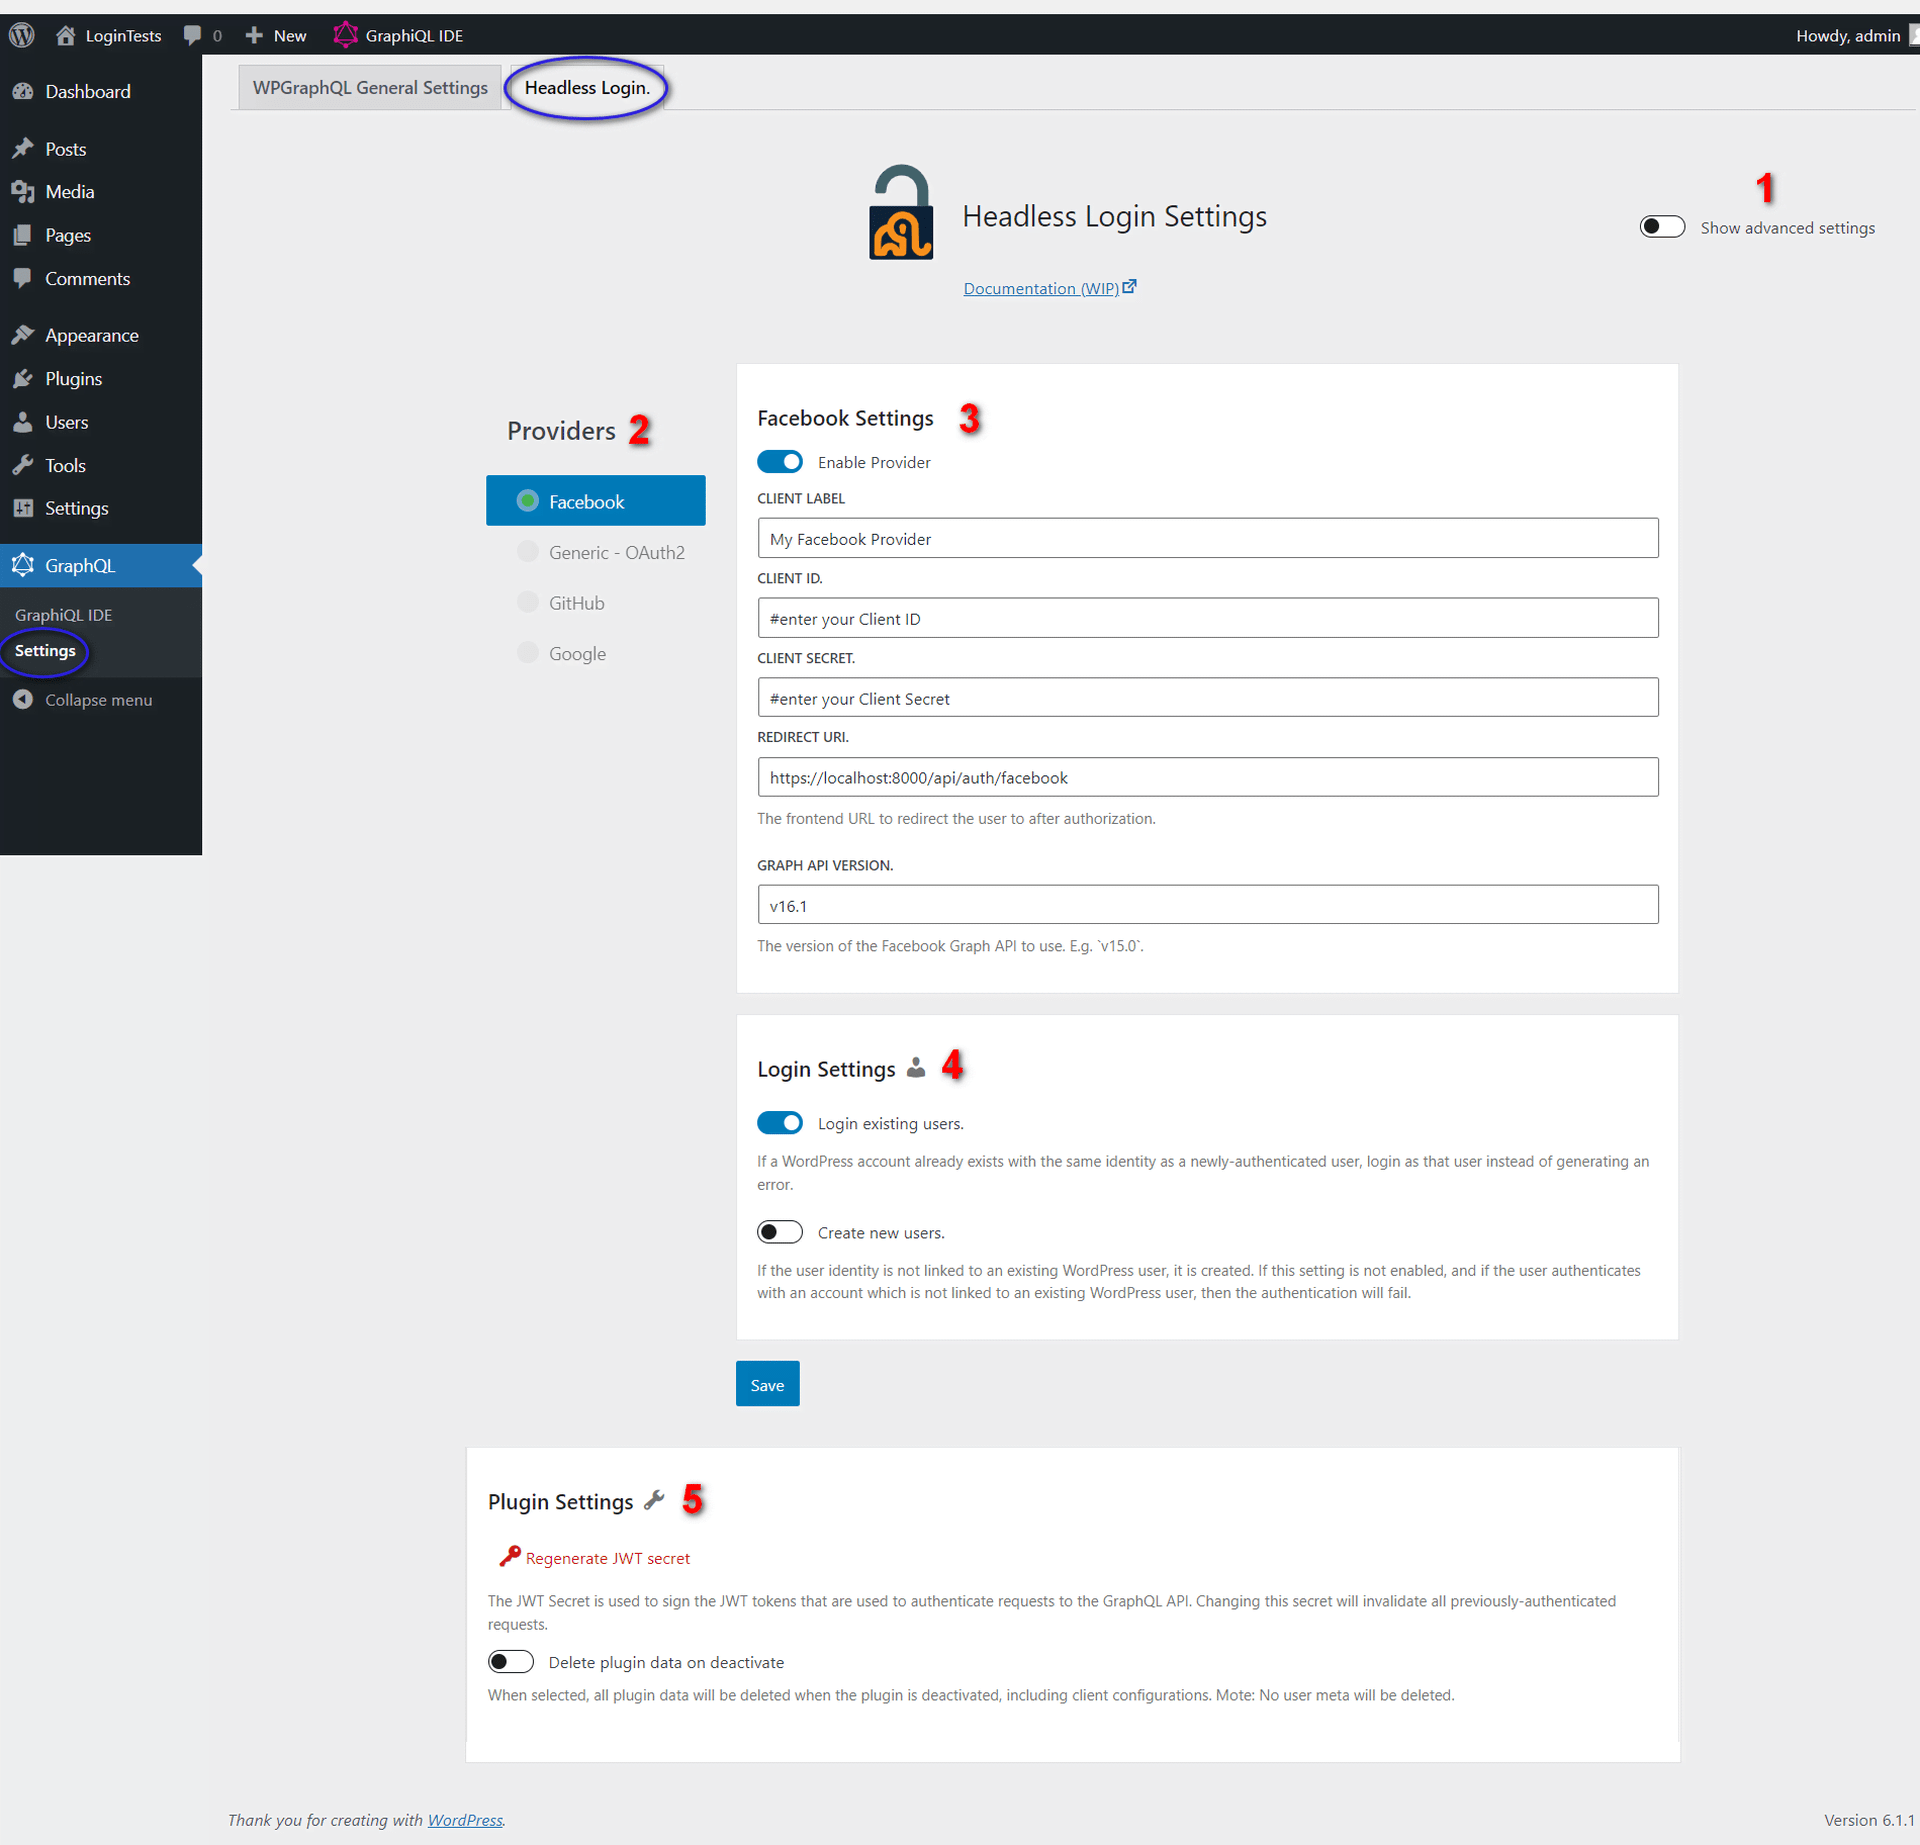 LoginTests 0 New GraphiQL IDE Howdy, admin
Dashboard
Posts
Media
Pages
Comments
Appearance
Plugins
Users
Tools
Settings
GraphQL
GraphiQL IDE
Settings
Collapse menu
WPGraphQL General Settings Headless Login.
Headless Login Settings
Documentation (WIP)
1
Show advanced settings
Providers 2
Facebook
Generic - OAuth2
GitHub
Google
Facebook Settings 3
Enable Provider
CLIENT LABEL
My Facebook Provider
CLIENT ID.
#enter your Client ID
CLIENT SECRET.
#enter your Client Secret
REDIRECT URI.
https://localhost:8000/api/auth/facebook
The frontend URL to redirect the user to after authorization.
GRAPH API VERSION.
v16.1
The version of the Facebook Graph API to use. E.g. `v15.0`.
Login Settings 4
Login existing users.
If a WordPress account already exists with the same identity as a newly-authenticated user, login as that user instead of generating an
error.
Create new users.
If the user identity is not linked to an existing WordPress user, it is created. If this setting is not enabled, and if the user authenticates
with an account which is not linked to an existing WordPress user, then the authentication will fail.
Save
Plugin Settings 5
Regenerate JWT secret
The JWT Secret is used to sign the JWT tokens that are used to authenticate requests to the GraphQL API. Changing this secret will invalidate all previously-authenticated
requests.
Delete plugin data on deactivate
When selected, all plugin data will be deleted when the plugin is deactivated, including client configurations. Mote: No user meta will be deleted.
Thank you for creating with WordPress.
Version 6.1.1